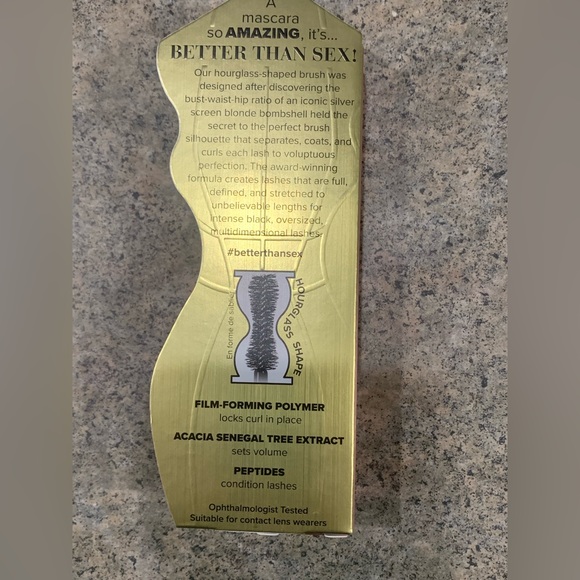 A
mascara
so AMAZING, it's...
BETTER THAN SEX!
Our hourglass-shaped brush was
designed after discovering the
bust-waist-hip ratio of an iconic silver
screen blonde bombshell held the
secret to the perfect brush
silhouette that separates, coats, and
curls each lash to voluptuous
perfection. The award-winning
formula creates lashes that are full,
defined, and stretched to
unbelievable lengths for
intense black, oversized,
multidimensional lashes.
#betterthansex
En forme de sablier
HOURGLASS SHAPE
FILM-FORMING POLYMER
locks curl in place
ACACIA SENEGAL TREE EXTRACT
sets volume
PEPTIDES
condition lashes
Ophthalmologist Tested
Suitable for contact lens wearers